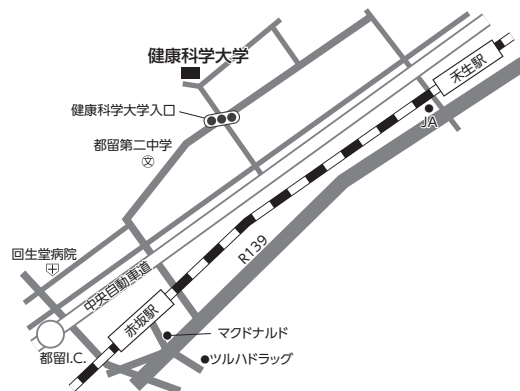 健康科学大学
禾生駅
健康科学大学入口
JA
都留第二中学
文
R139
回生堂病院
中央自動車道
赤坂駅
マクドナルド
都留I.C.
ツルハドラッグ